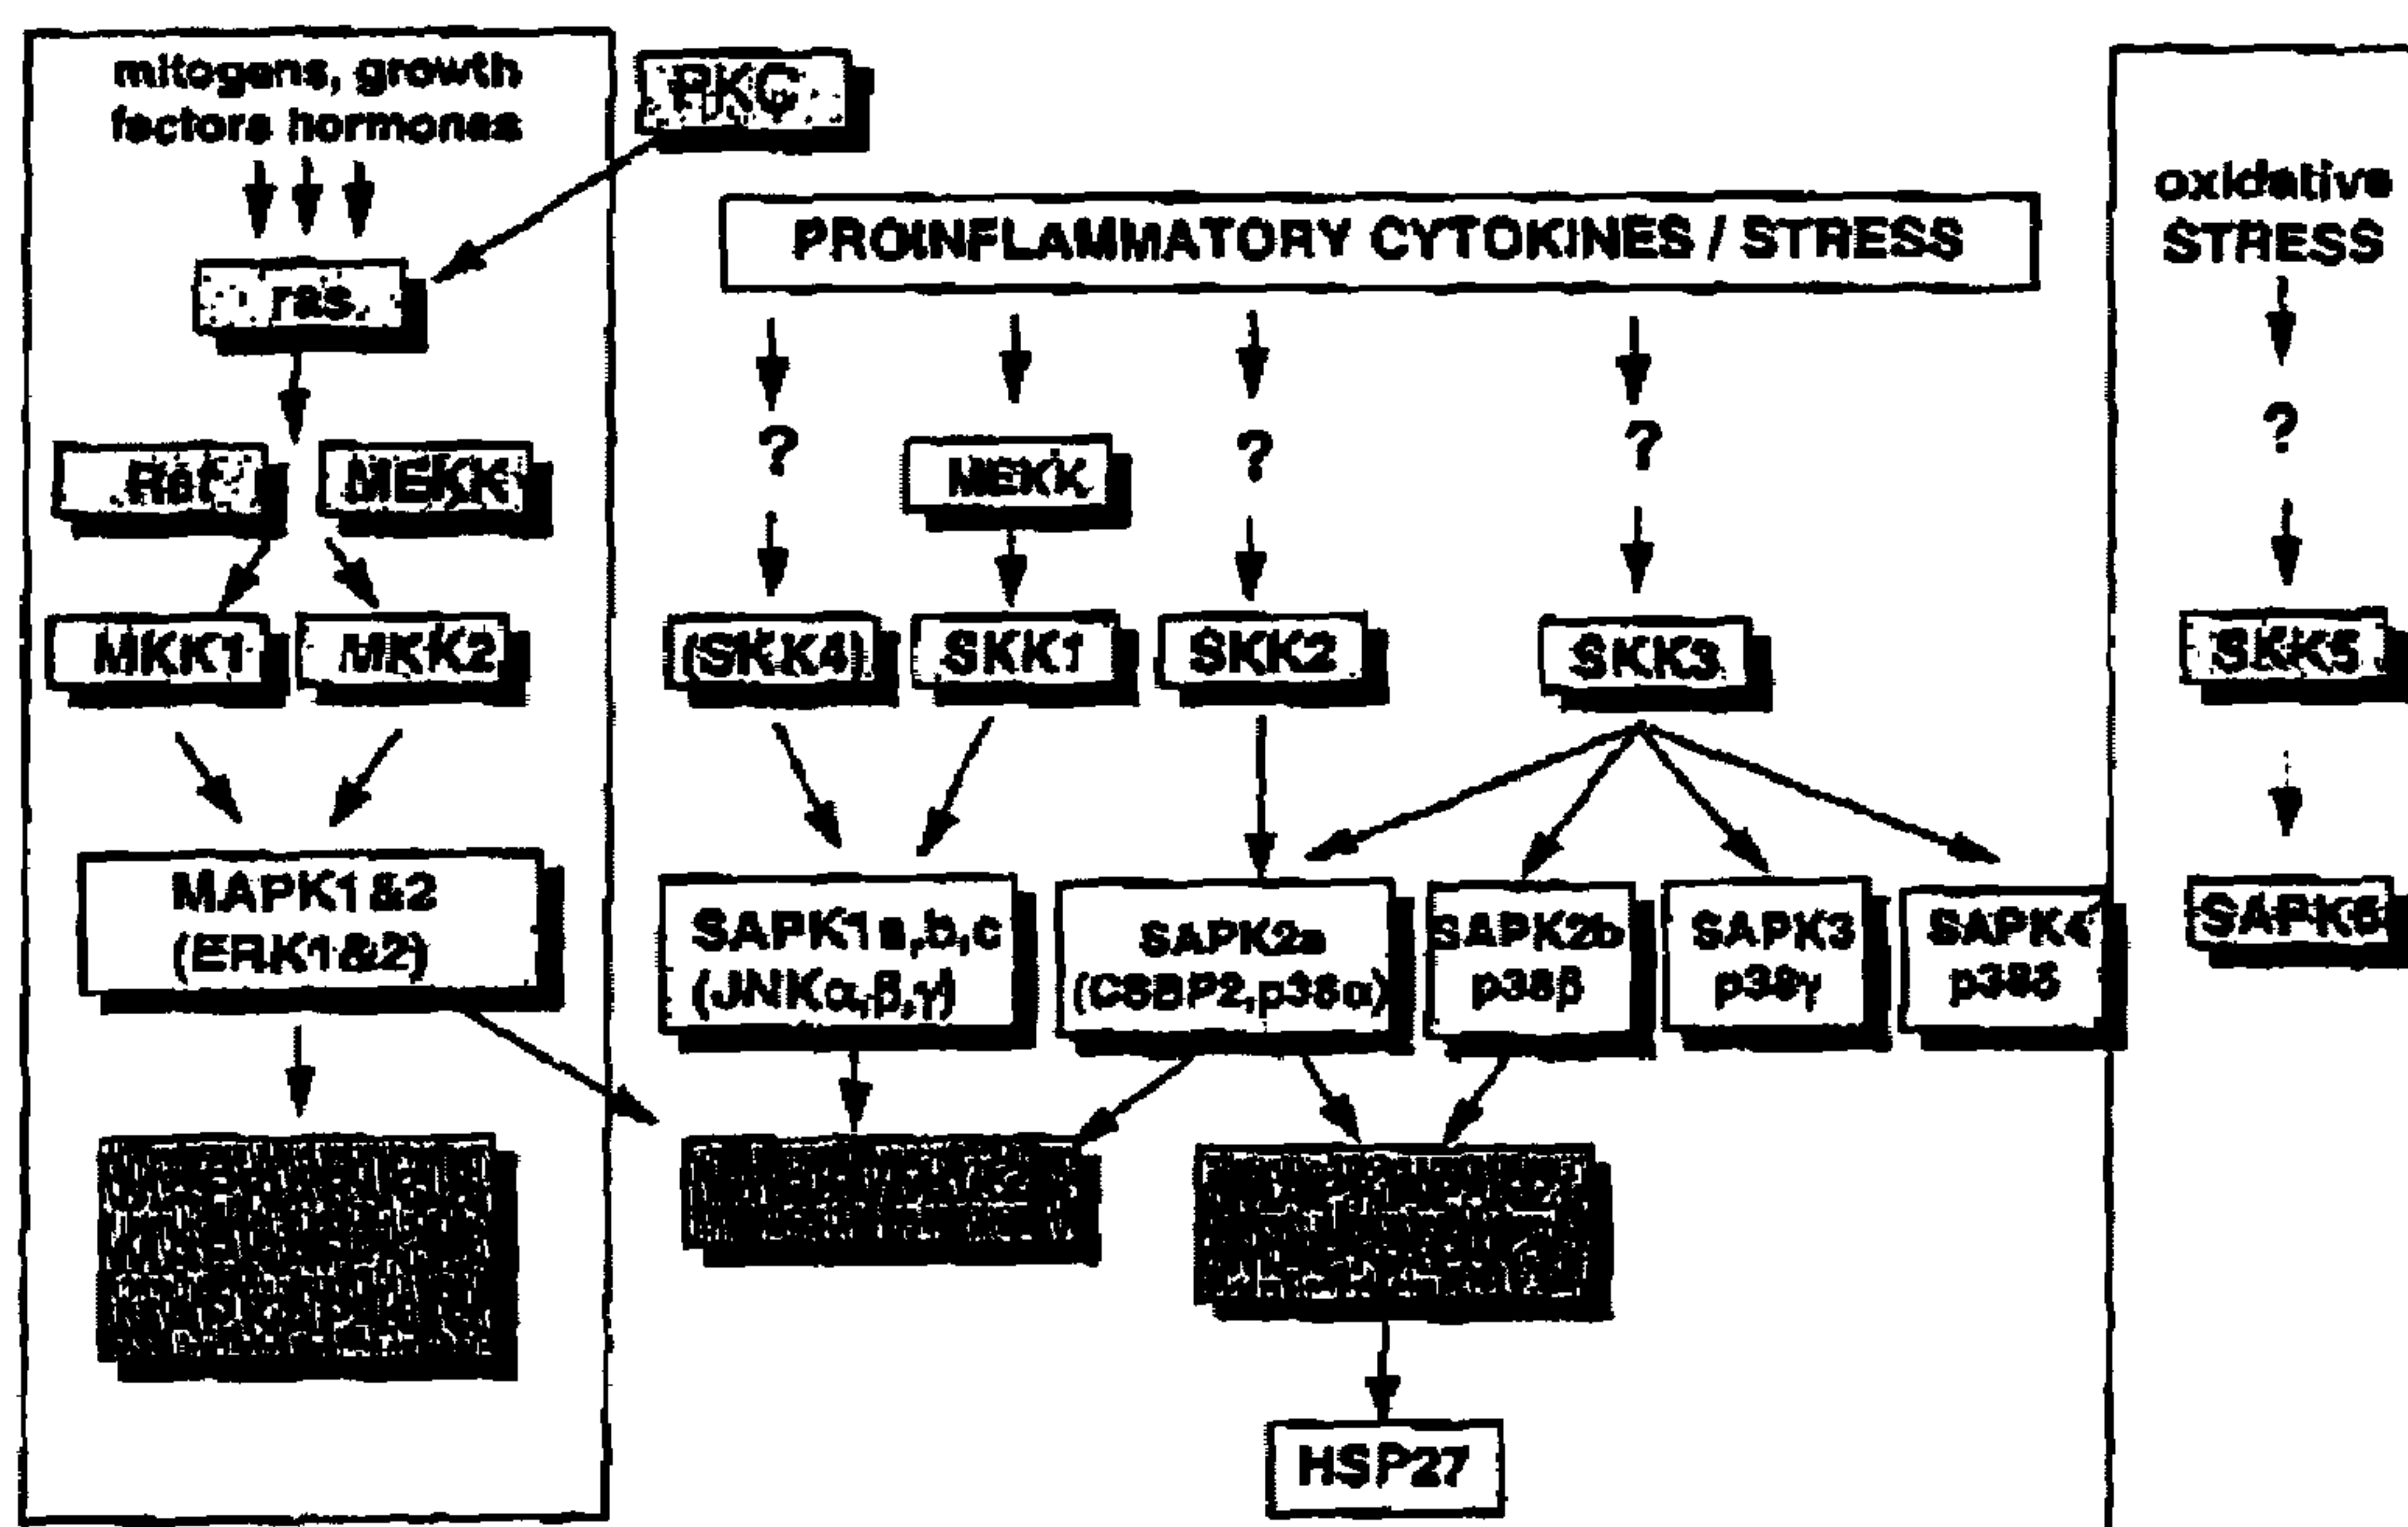 mitogens, growth
factors hormones
PKC
PROINFLAMMATORY CYTOKINES / STRESS
oxidative
STRESS
ras
?
?
?
?
Raf
MEKK
MEKK
MKK1
MKK2
(SKK4)
SKK1
SKK2
SKK3
SKK5
MAPK1&2
(ERK1&2)
SAPK1a,b,c
(JNKα,β,γ)
SAPK2a
(CSBP2,p38α)
SAPK2b
p38β
SAPK3
p38γ
SAPK4
p38δ
HSP27